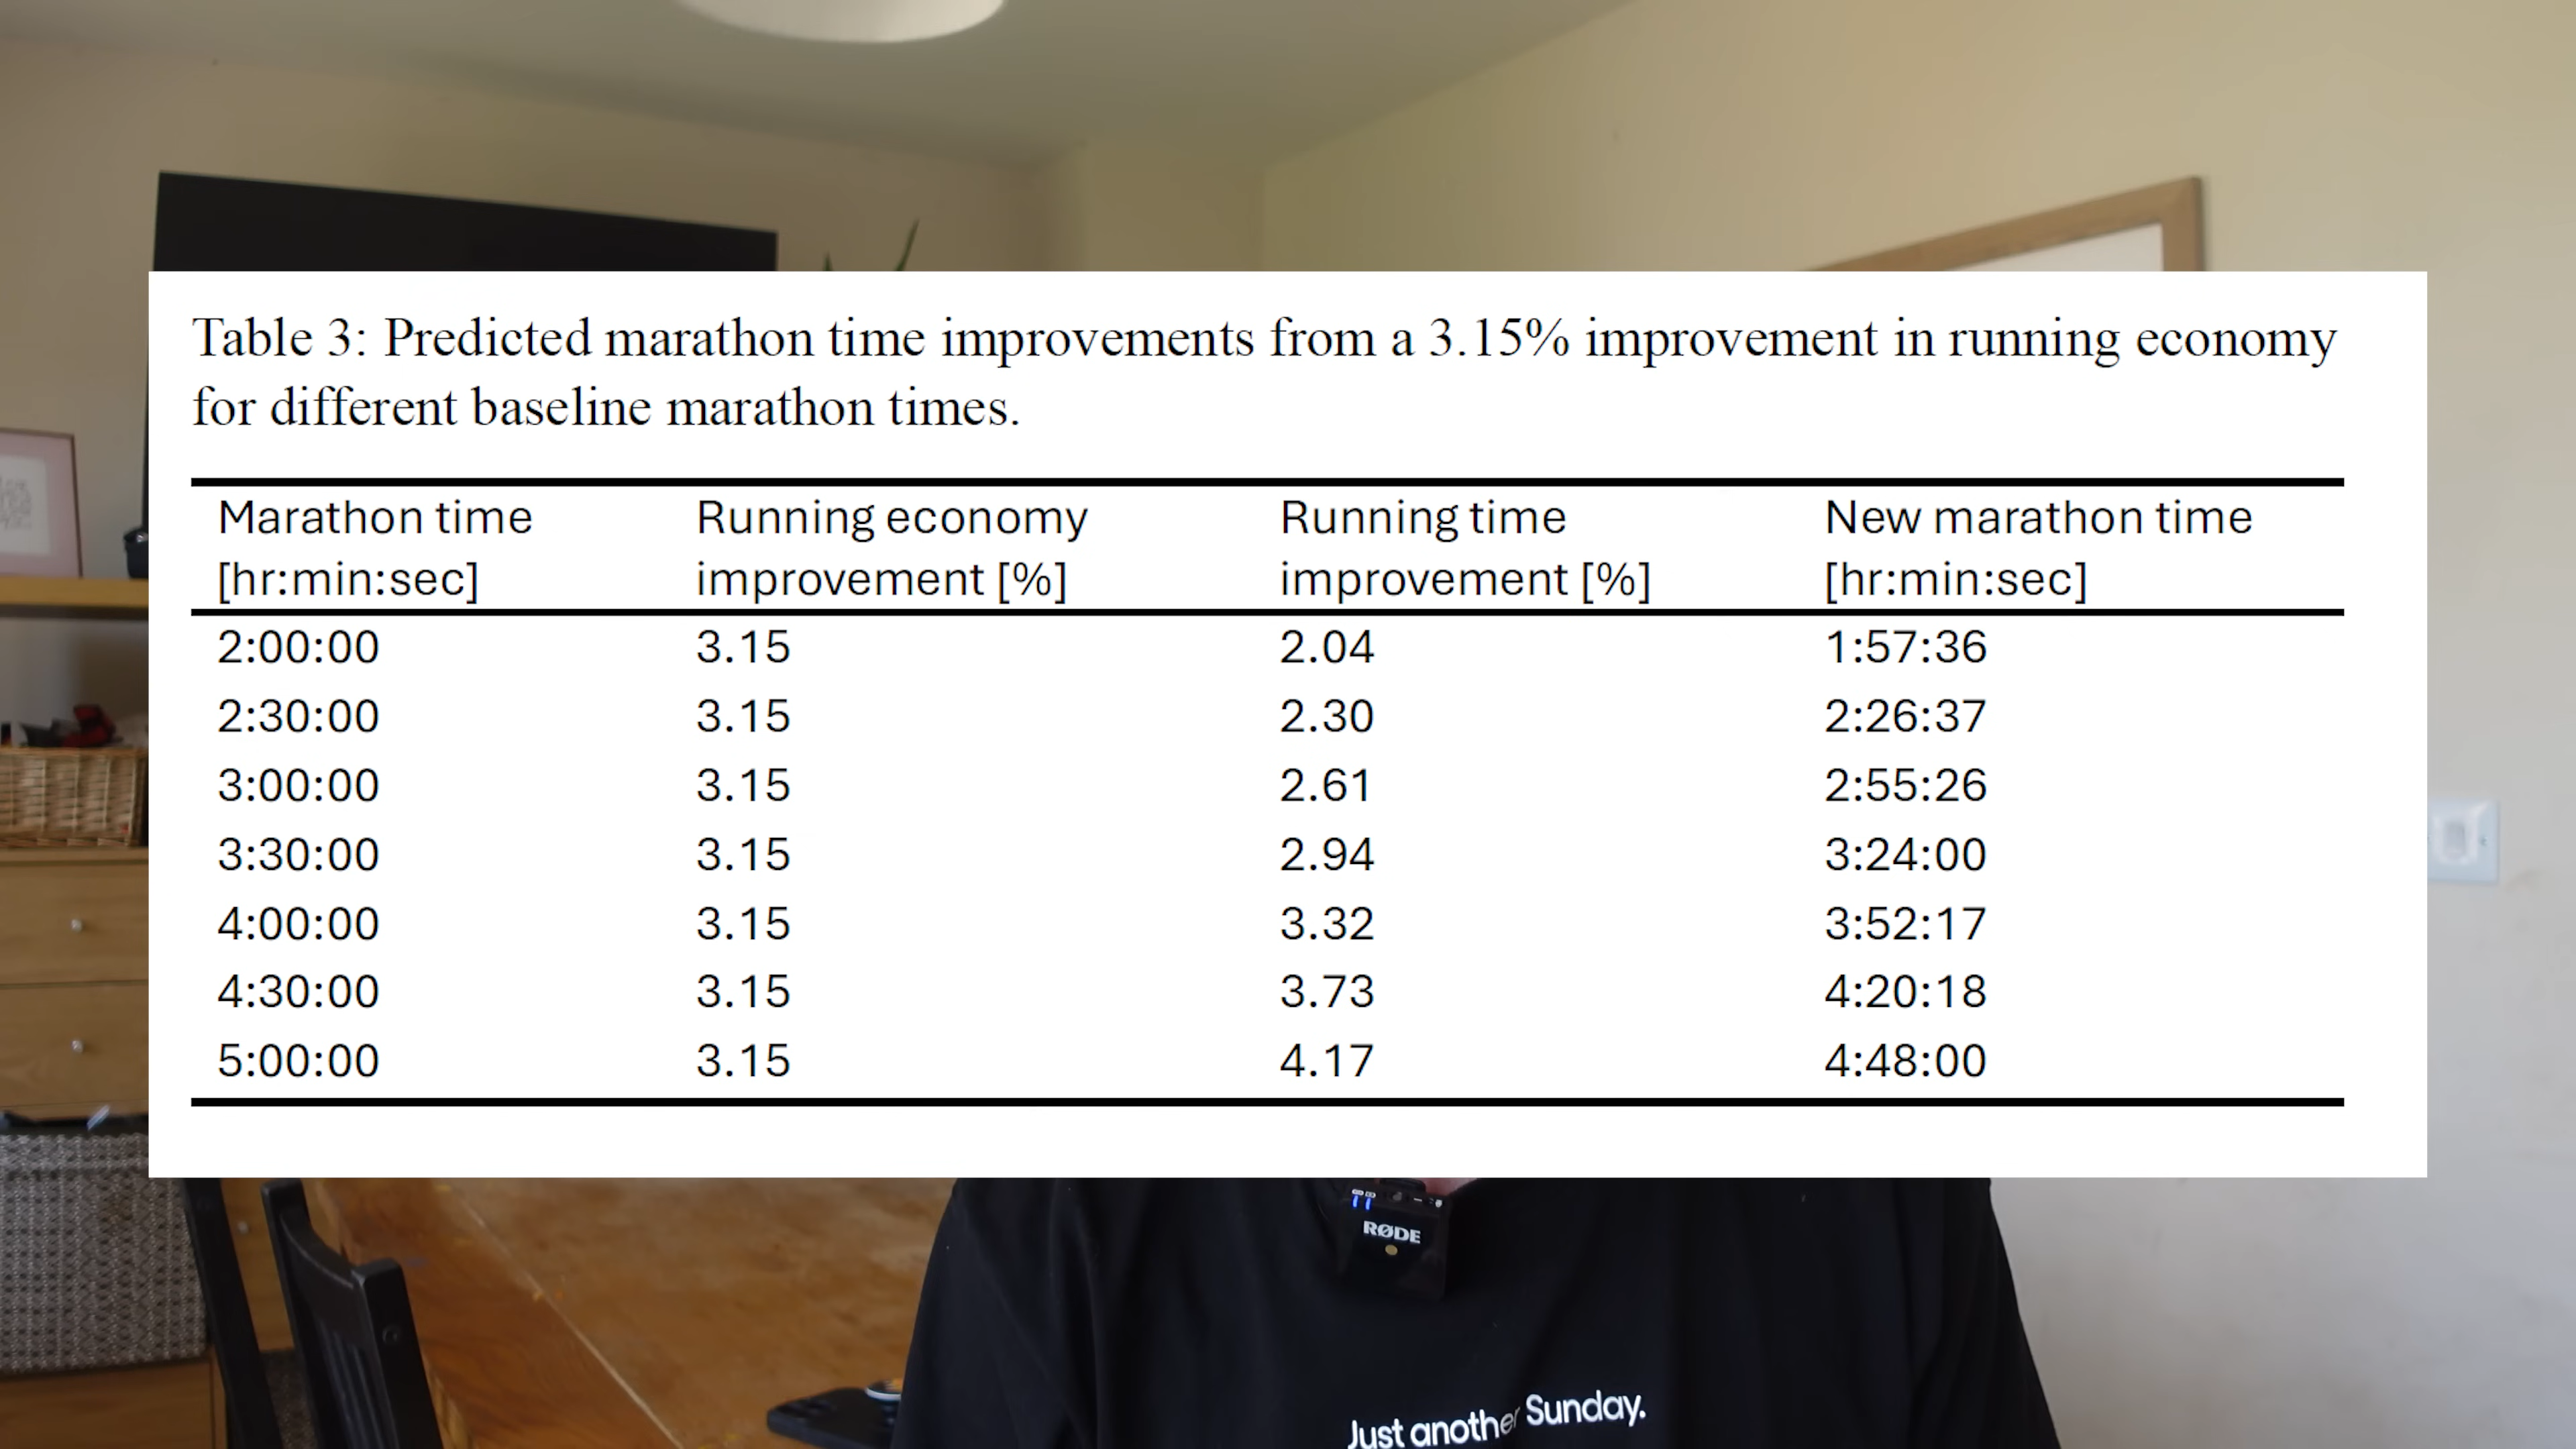 Table 3: Predicted marathon time improvements from a 3.15% improvement in running economy
for different baseline marathon times.
Marathon time Running economy Running time New marathon time
[hr:min:sec] improvement [%] improvement [%] [hr:min:sec]
2:00:00 3.15 2.04 1:57:36
2:30:00 3.15 2.30 2:26:37
3:00:00 3.15 2.61 2:55:26
3:30:00 3.15 2.94 3:24:00
4:00:00 3.15 3.32 3:52:17
4:30:00 3.15 3.73 4:20:18
5:00:00 3.15 4.17 4:48:00
RØDE
Just another Sunday.